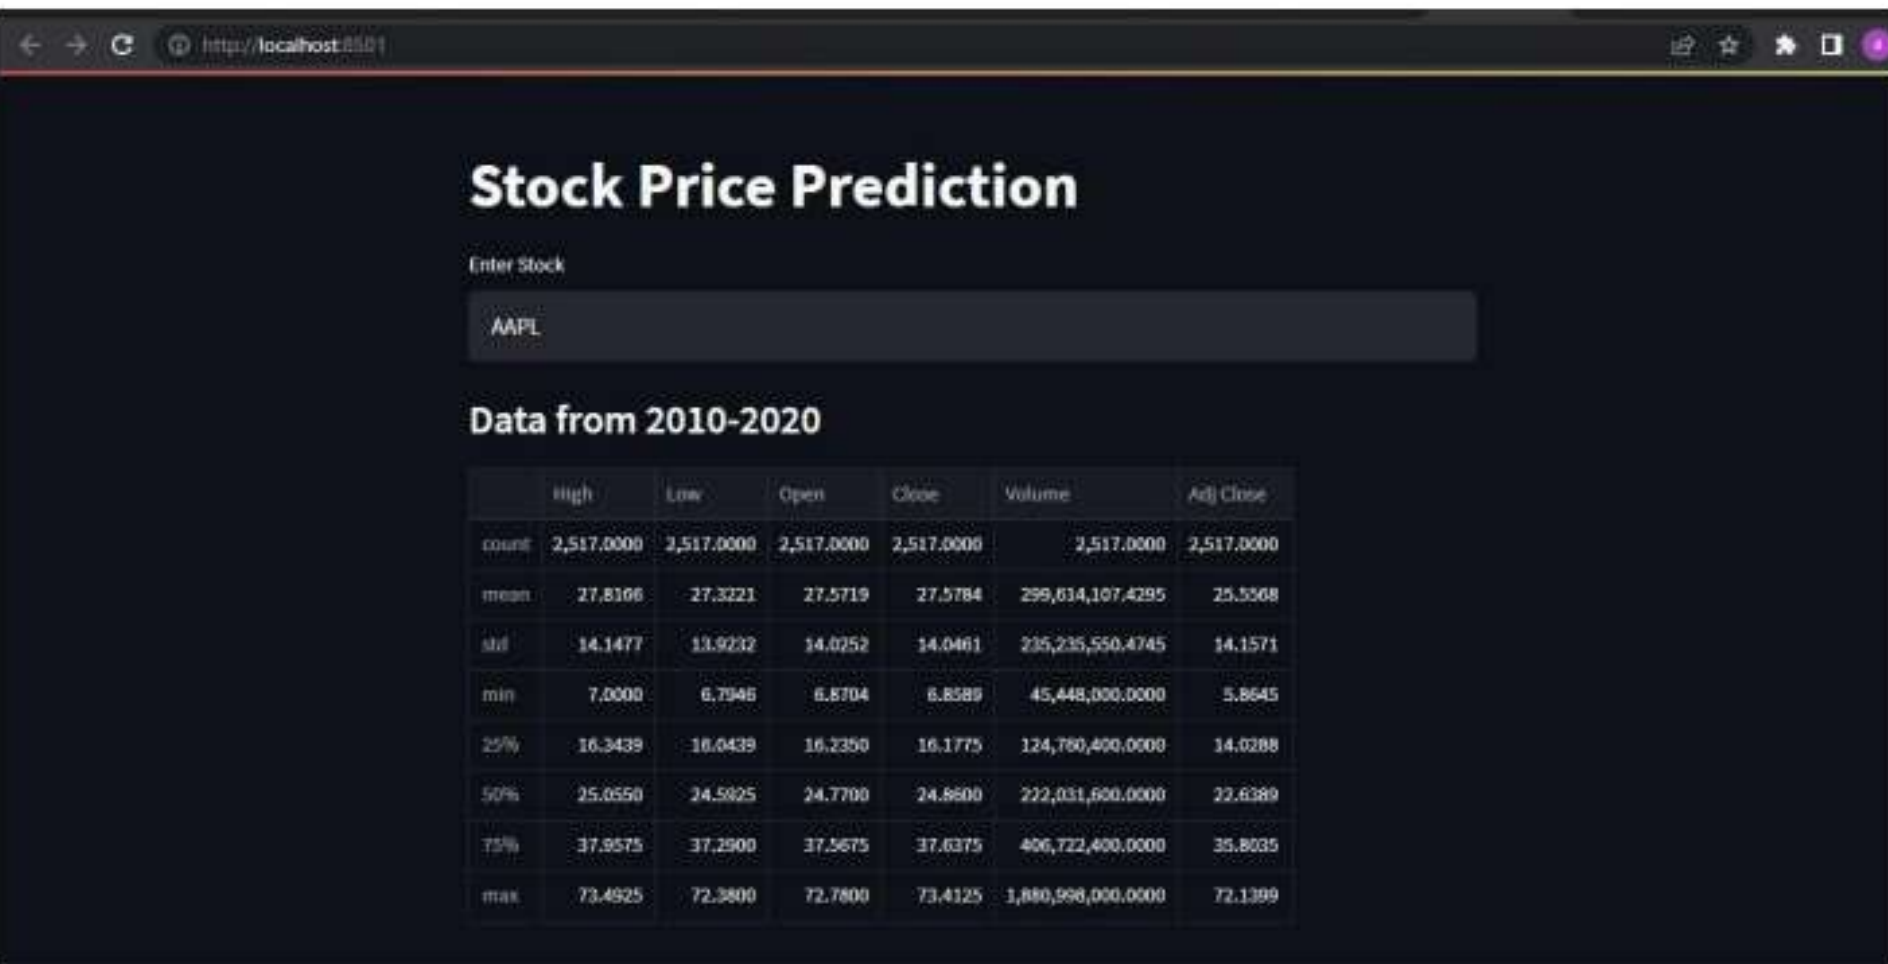 http://localhost:8501
Stock Price Prediction
Enter Stock
AAPL
Data from 2010-2020
High Low Open Close Volume Adj Close
count 2,517.0000 2,517.0000 2,517.0000 2,517.0000 2,517.0000 2,517.0000
mean 27.8166 27.3221 27.5719 27.5784 299,614,107.4295 25.5568
std 14.1477 13.9232 14.0252 14.0461 235,235,550.4745 14.1571
min 7.0000 6.7946 6.8704 6.8589 45,448,000.0000 5.8645
25% 16.3439 16.0439 16.2350 16.1775 124,760,400.0000 14.0288
50% 25.0550 24.5925 24.7700 24.8600 222,031,600.0000 22.6389
75% 37.9575 37.2900 37.5675 37.6375 406,722,400.0000 35.8035
max 73.4925 72.3800 72.7800 73.4125 1,880,998,000.0000 72.1399